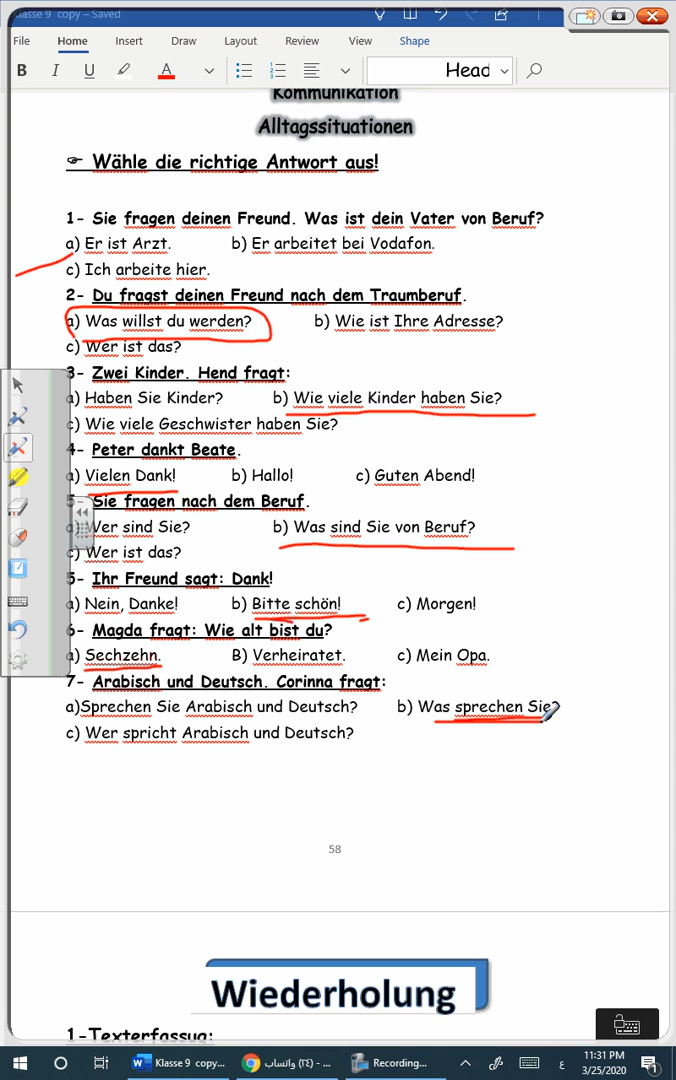 klasse 9 copy – Saved
File Home Insert Draw Layout Review View Shape
B I U A Head
Kommunikation
Alltagssituationen
☞ Wähle die richtige Antwort aus!
1- Sie fragen deinen Freund. Was ist dein Vater von Beruf?
a) Er ist Arzt. b) Er arbeitet bei Vodafon.
c) Ich arbeite hier.
2- Du fragst deinen Freund nach dem Traumberuf.
a) Was willst du werden? b) Wie ist Ihre Adresse?
c) Wer ist das?
3- Zwei Kinder. Hend fragt:
a) Haben Sie Kinder? b) Wie viele Kinder haben Sie?
c) Wie viele Geschwister haben Sie?
4- Peter dankt Beate.
a) Vielen Dank! b) Hallo! c) Guten Abend!
5- Sie fragen nach dem Beruf.
a) Wer sind Sie? b) Was sind Sie von Beruf?
c) Wer ist das?
5- Ihr Freund sagt: Dank!
a) Nein, Danke! b) Bitte schön! c) Morgen!
6- Magda fragt: Wie alt bist du?
a) Sechzehn. B) Verheiratet. c) Mein Opa.
7- Arabisch und Deutsch. Corinna fragt:
a)Sprechen Sie Arabisch und Deutsch? b) Was sprechen Sie?
c) Wer spricht Arabisch und Deutsch?
58
Wiederholung
1-Texterfassug:
Klasse 9 copy... (٢٤) واتساب - ... Recording... ع 11:31 PM
3/25/2020 1